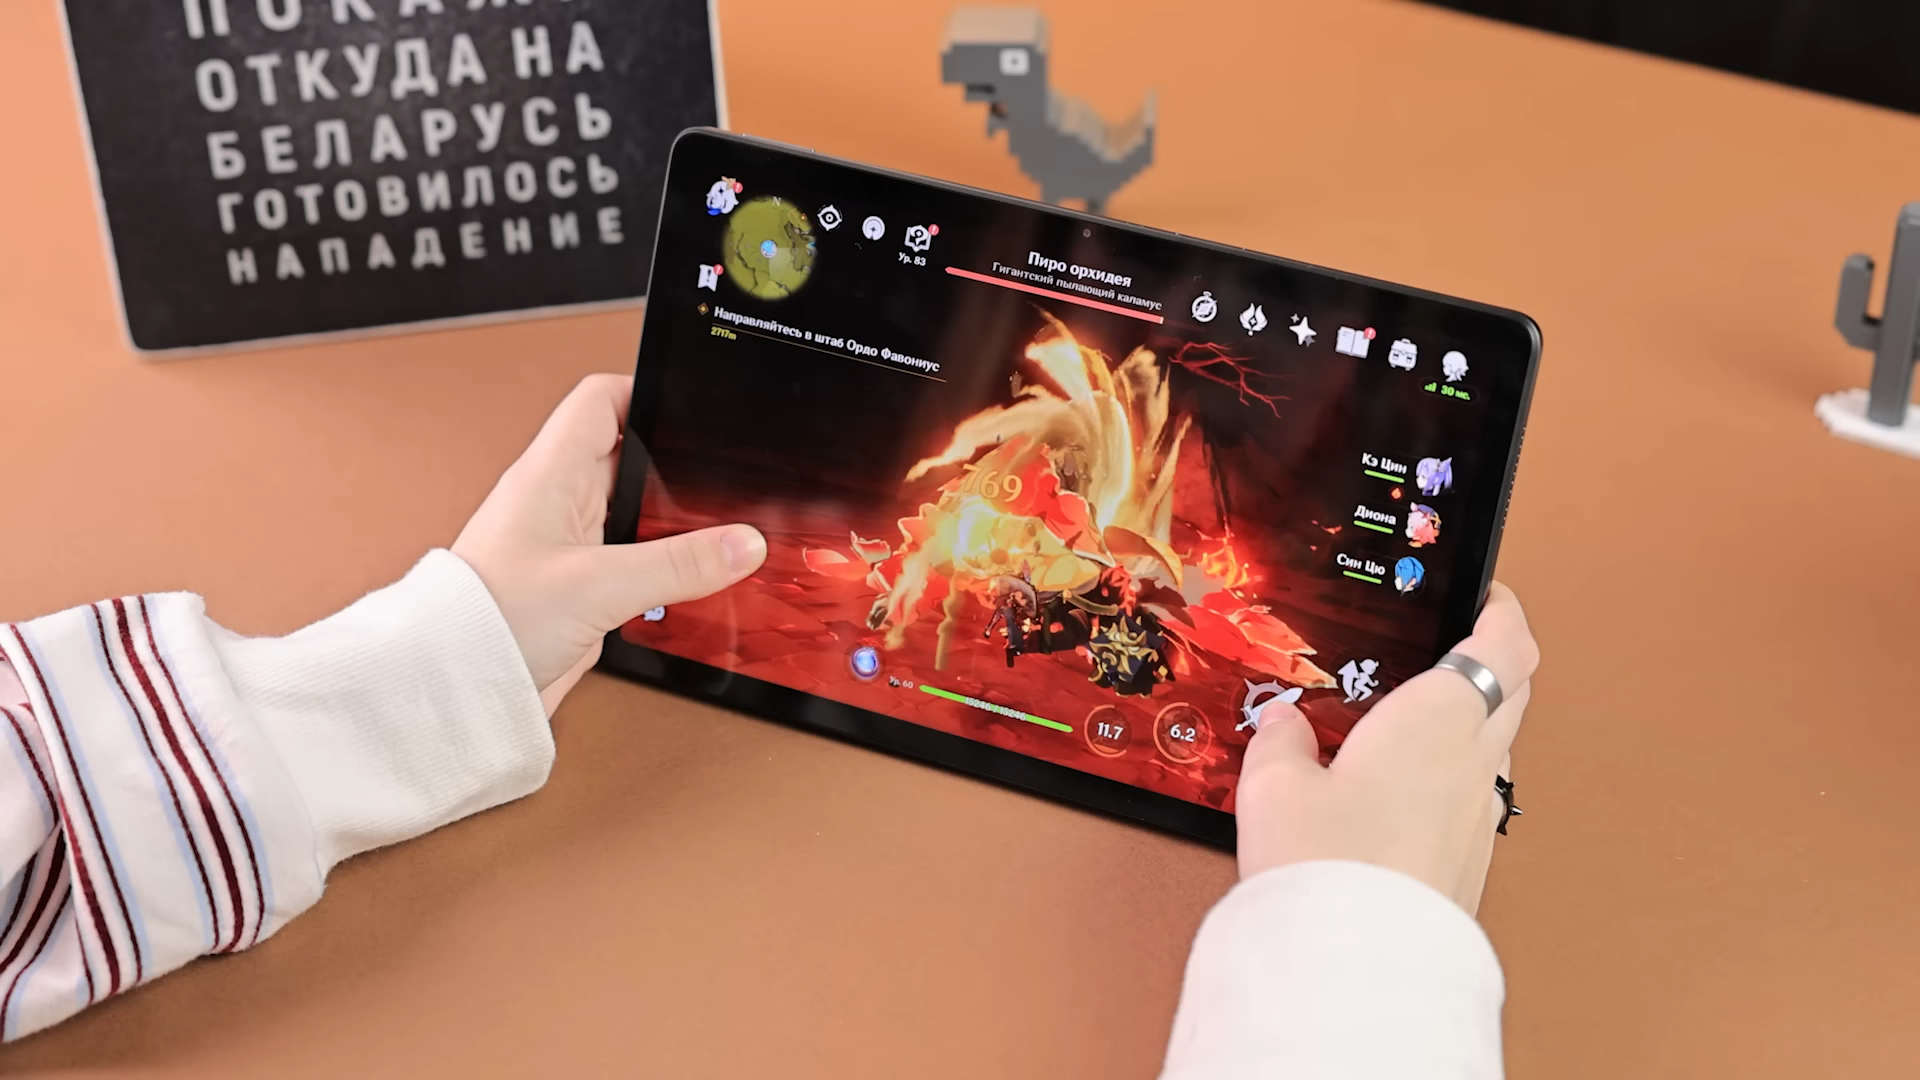 ПОКАЖУ
ОТКУДА НА
БЕЛАРУСЬ
ГОТОВИЛОСЬ
НАПАДЕНИЕ
N
Ур. 83
Пиро орхидея
Гигантский пылающий каламус
Направляйтесь в штаб Ордо Фавониус
2717m
30 мс.
Кэ Цин
769
Диона
Син Цю
Ур. 60
11.7
6.2